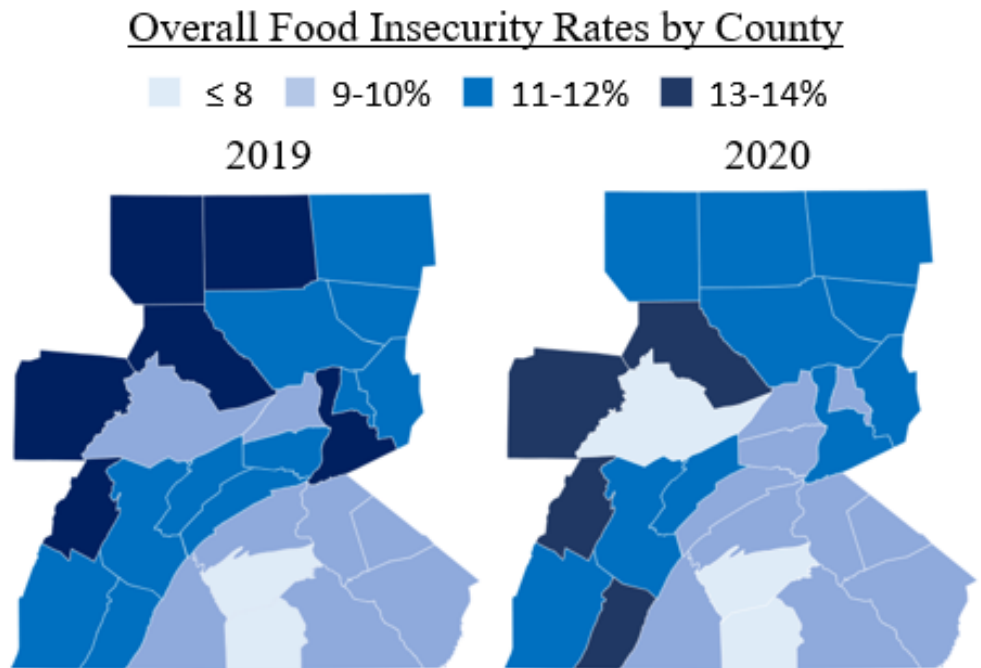 Overall Food Insecurity Rates by County
≤ 8 9-10% 11-12% 13-14%
2019 2020